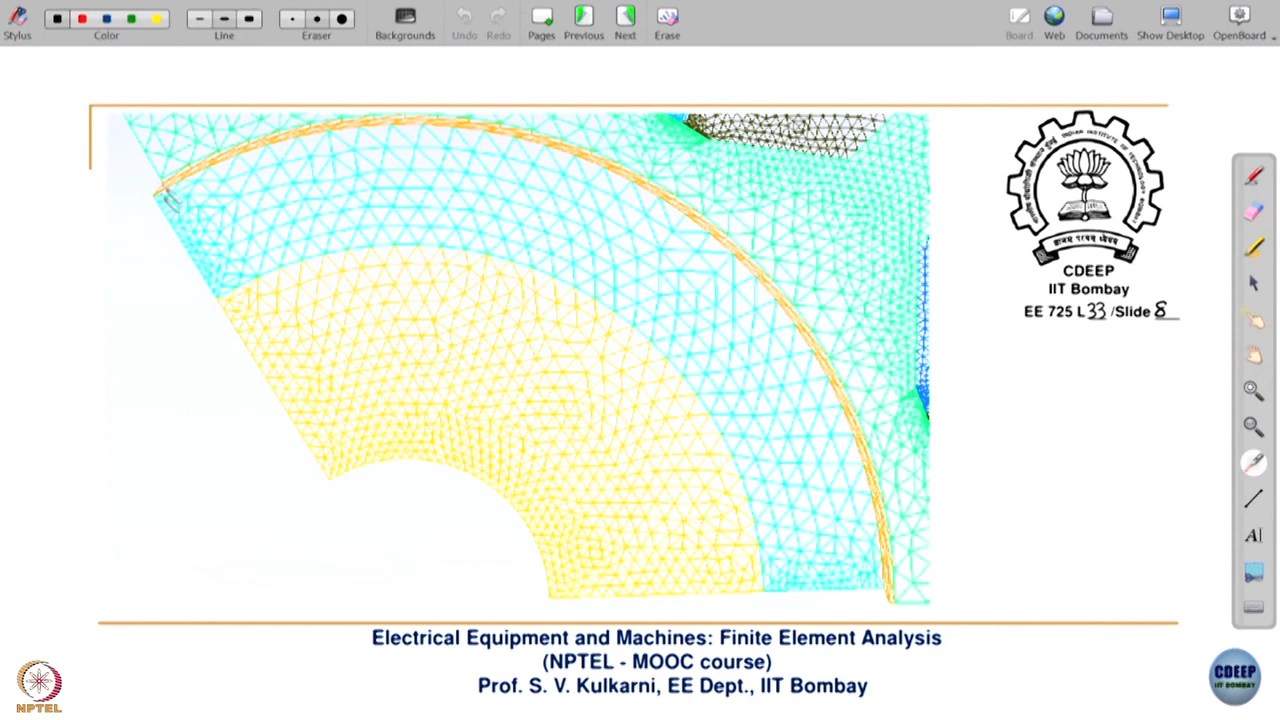 Stylus
Color
Line
Eraser
Backgrounds
Undo
Redo
Pages
Previous
Next
Erase
Board
Web
Documents
Show Desktop
OpenBoard
CDEEP
IIT Bombay
EE 725 L 33 /Slide 8
Electrical Equipment and Machines: Finite Element Analysis
(NPTEL - MOOC course)
Prof. S. V. Kulkarni, EE Dept., IIT Bombay
NPTEL
CDEEP
IIT BOMBAY